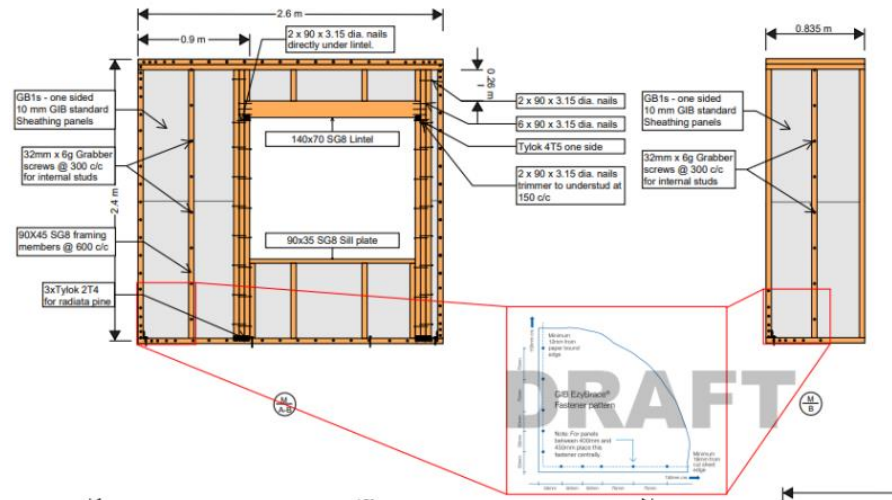 2.6 m
0.9 m
2.4 m
0.26 m
0.835 m
2 x 90 x 3.15 dia. nails
directly under lintel.
GB1s - one sided
10 mm GIB standard
Sheathing panels
32mm x 6g Grabber
screws @ 300 c/c
for internal studs
90X45 SG8 framing
members @ 600 c/c
3xTylok 2T4
for radiata pine
140x70 SG8 Lintel
90x35 SG8 Sill plate
2 x 90 x 3.15 dia. nails
6 x 90 x 3.15 dia. nails
Tylok 4T5 one side
2 x 90 x 3.15 dia. nails
trimmer to understud at
150 c/c
GB1s - one sided
10 mm GIB standard
Sheathing panels
32mm x 6g Grabber
screws @ 300 c/c
for internal studs
Minimum
12mm from
paper bound
edge
GIB EzyBrace®
Fastener pattern
Note: For panels
between 400mm and
450mm place this
fastener centrally.
Minimum
18mm from
cut sheet
edge
DRAFT
M
A-B
M
B